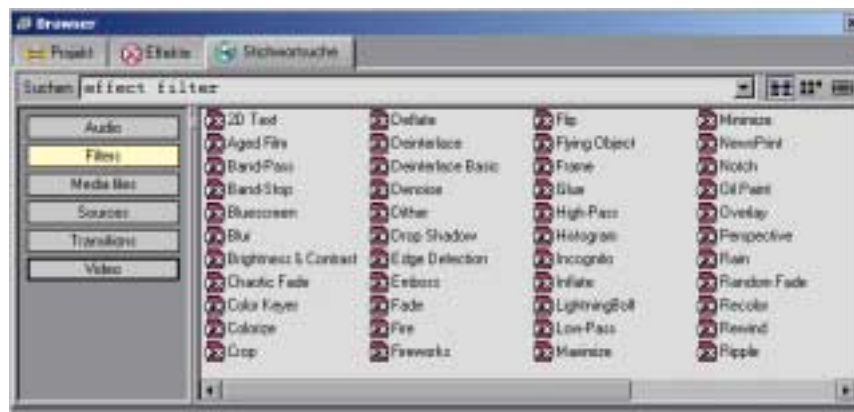 Browser
Projekt Effekte Stichwortsuche
Suchen effect filter
Audio
Filters
Media files
Sources
Transitions
Video
2D Text
Aged Film
Band-Pass
Band-Stop
Bluescreen
Blur
Brightness & Contrast
Chaotic Fade
Color Keyer
Colorize
Crop
Deflate
Deinterlace
Deinterlace Basic
Denoise
Dither
Drop Shadow
Edge Detection
Emboss
Fade
Fire
Fireworks
Flip
Flying Object
Frame
Glue
High-Pass
Histogram
Incognito
Inflate
LightningBolt
Low-Pass
Maximize
Minimize
NewsPrint
Notch
Oil Paint
Overlay
Perspective
Rain
Random Fade
Recolor
Rewind
Ripple